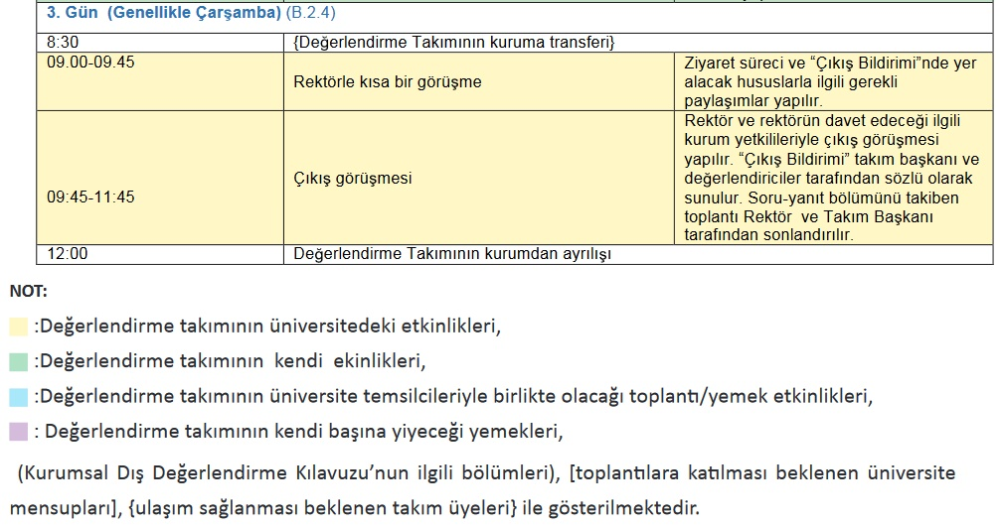 3. Gün (Genellikle Çarşamba) (B.2.4)
8:30 {Değerlendirme Takımının kuruma transferi}
09.00-09.45
Rektörle kısa bir görüşme
Ziyaret süreci ve “Çıkış Bildirimi”nde yer
alacak hususlarla ilgili gerekli
paylaşımlar yapılır.
09:45-11:45
Çıkış görüşmesi
Rektör ve rektörün davet edeceği ilgili
kurum yetkilileriyle çıkış görüşmesi
yapılır. “Çıkış Bildirimi” takım başkanı ve
değerlendiriciler tarafından sözlü olarak
sunulur. Soru-yanıt bölümünü takiben
toplantı Rektör ve Takım Başkanı
tarafından sonlandırılır.
12:00 Değerlendirme Takımının kurumdan ayrılışı
NOT:
:Değerlendirme takımının üniversitedeki etkinlikleri,
:Değerlendirme takımının kendi ekinlikleri,
:Değerlendirme takımının üniversite temsilcileriyle birlikte olacağı toplantı/yemek etkinlikleri,
: Değerlendirme takımının kendi başına yiyeceği yemekleri,
(Kurumsal Dış Değerlendirme Kılavuzu’nun ilgili bölümleri), [toplantılara katılması beklenen üniversite
mensupları], {ulaşım sağlanması beklenen takım üyeleri} ile gösterilmektedir.